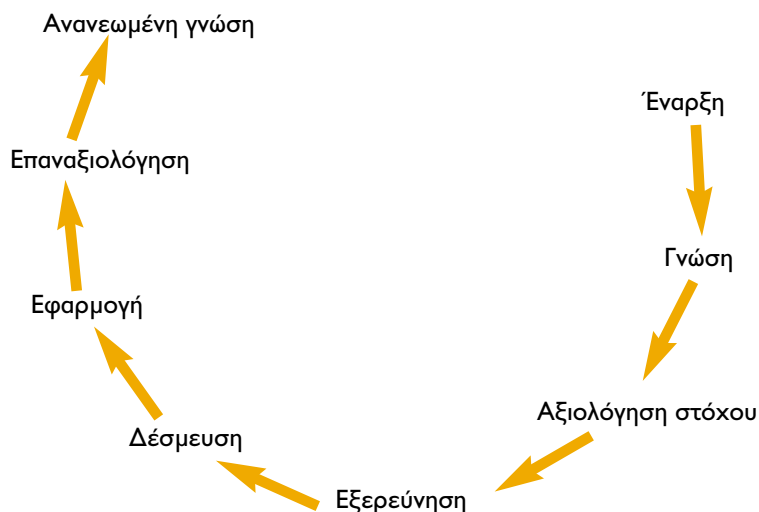 Έναρξη
Γνώση
Αξιολόγηση στόχου
Εξερεύνηση
Δέσμευση
Εφαρμογή
Επαναξιολόγηση
Ανανεωμένη γνώση